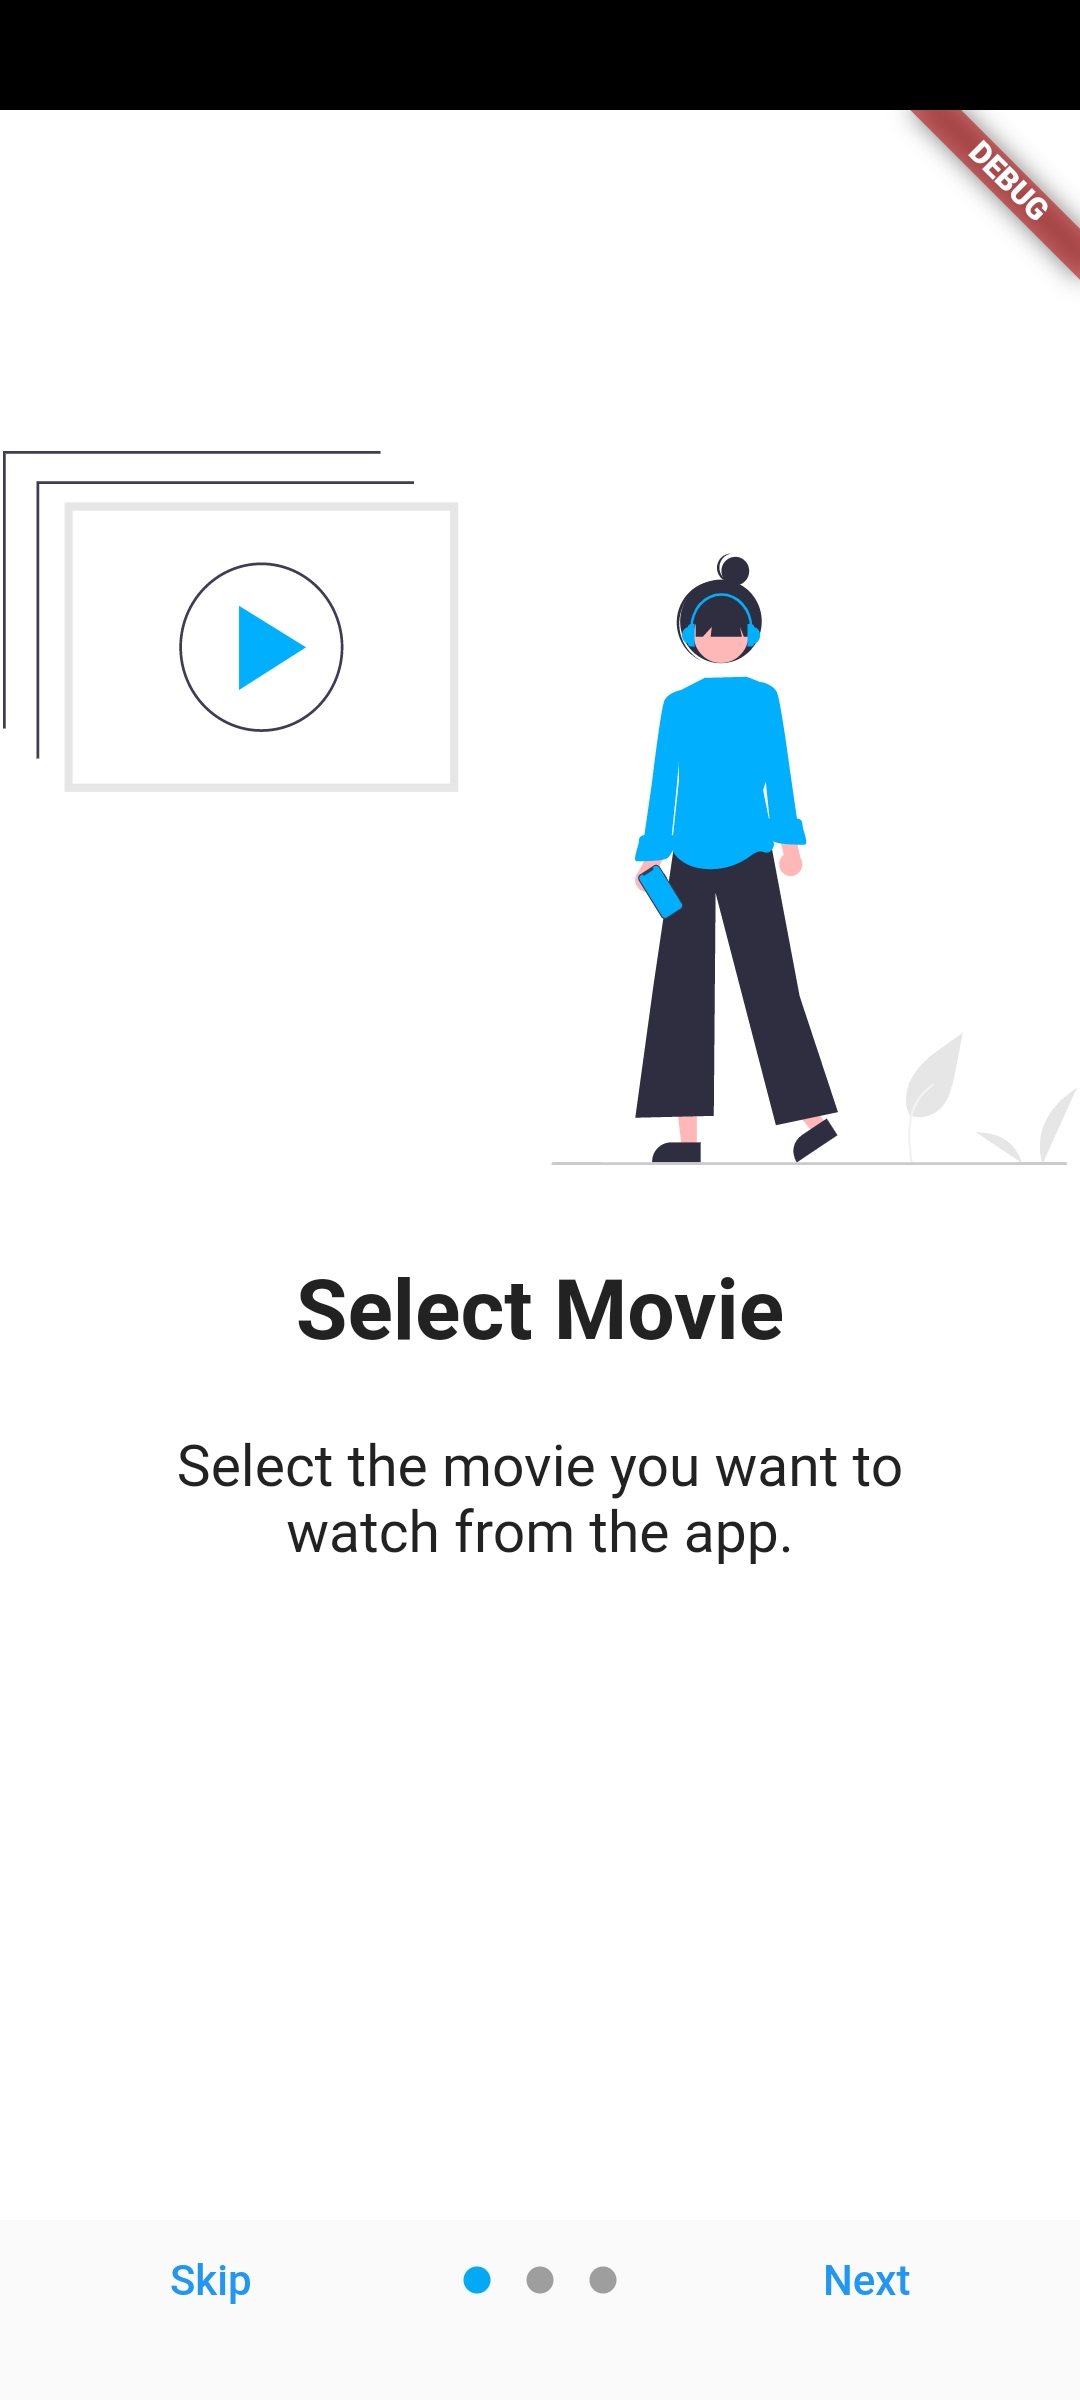 DEBUG
Select Movie
Select the movie you want to
watch from the app.
Skip
Next